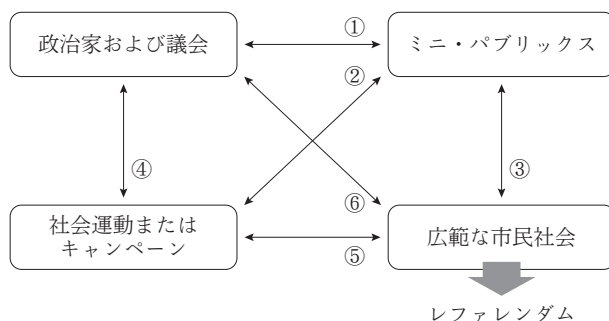 政治家および議会
①
ミニ・パブリックス
②
④
③
社会運動または
キャンペーン
⑥
⑤
広範な市民社会
レファレンダム